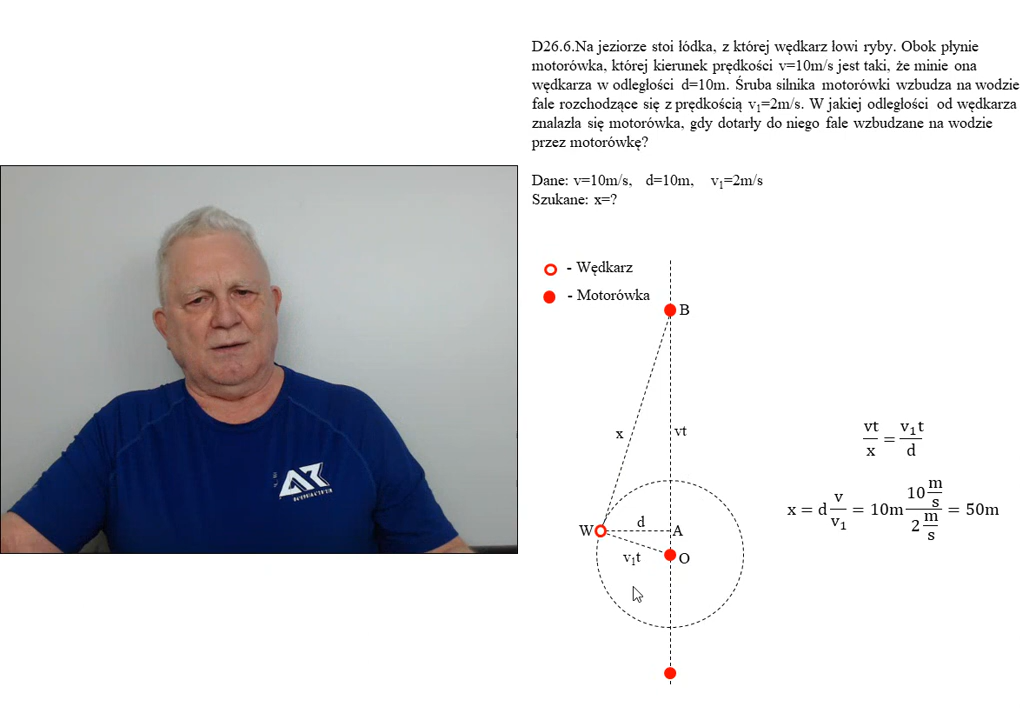 D26.6.Na jeziorze stoi łódka, z której wędkarz łowi ryby. Obok płynie
motorówka, której kierunek prędkości v=10m/s jest taki, że minie ona
wędkarza w odległości d=10m. Śruba silnika motorówki wzbudza na wodzie
fale rozchodzące się z prędkością v₁=2m/s. W jakiej odległości od wędkarza
znalazła się motorówka, gdy dotarły do niego fale wzbudzane na wodzie
przez motorówkę?
Dane: v=10m/s, d=10m, v₁=2m/s
Szukane: x=?
- Wędkarz
- Motorówka
B
x
vt
W
d
A
v₁t
O
vt/x = v₁t/d
x = d v/v₁ = 10m 10 m/s / 2 m/s = 50m